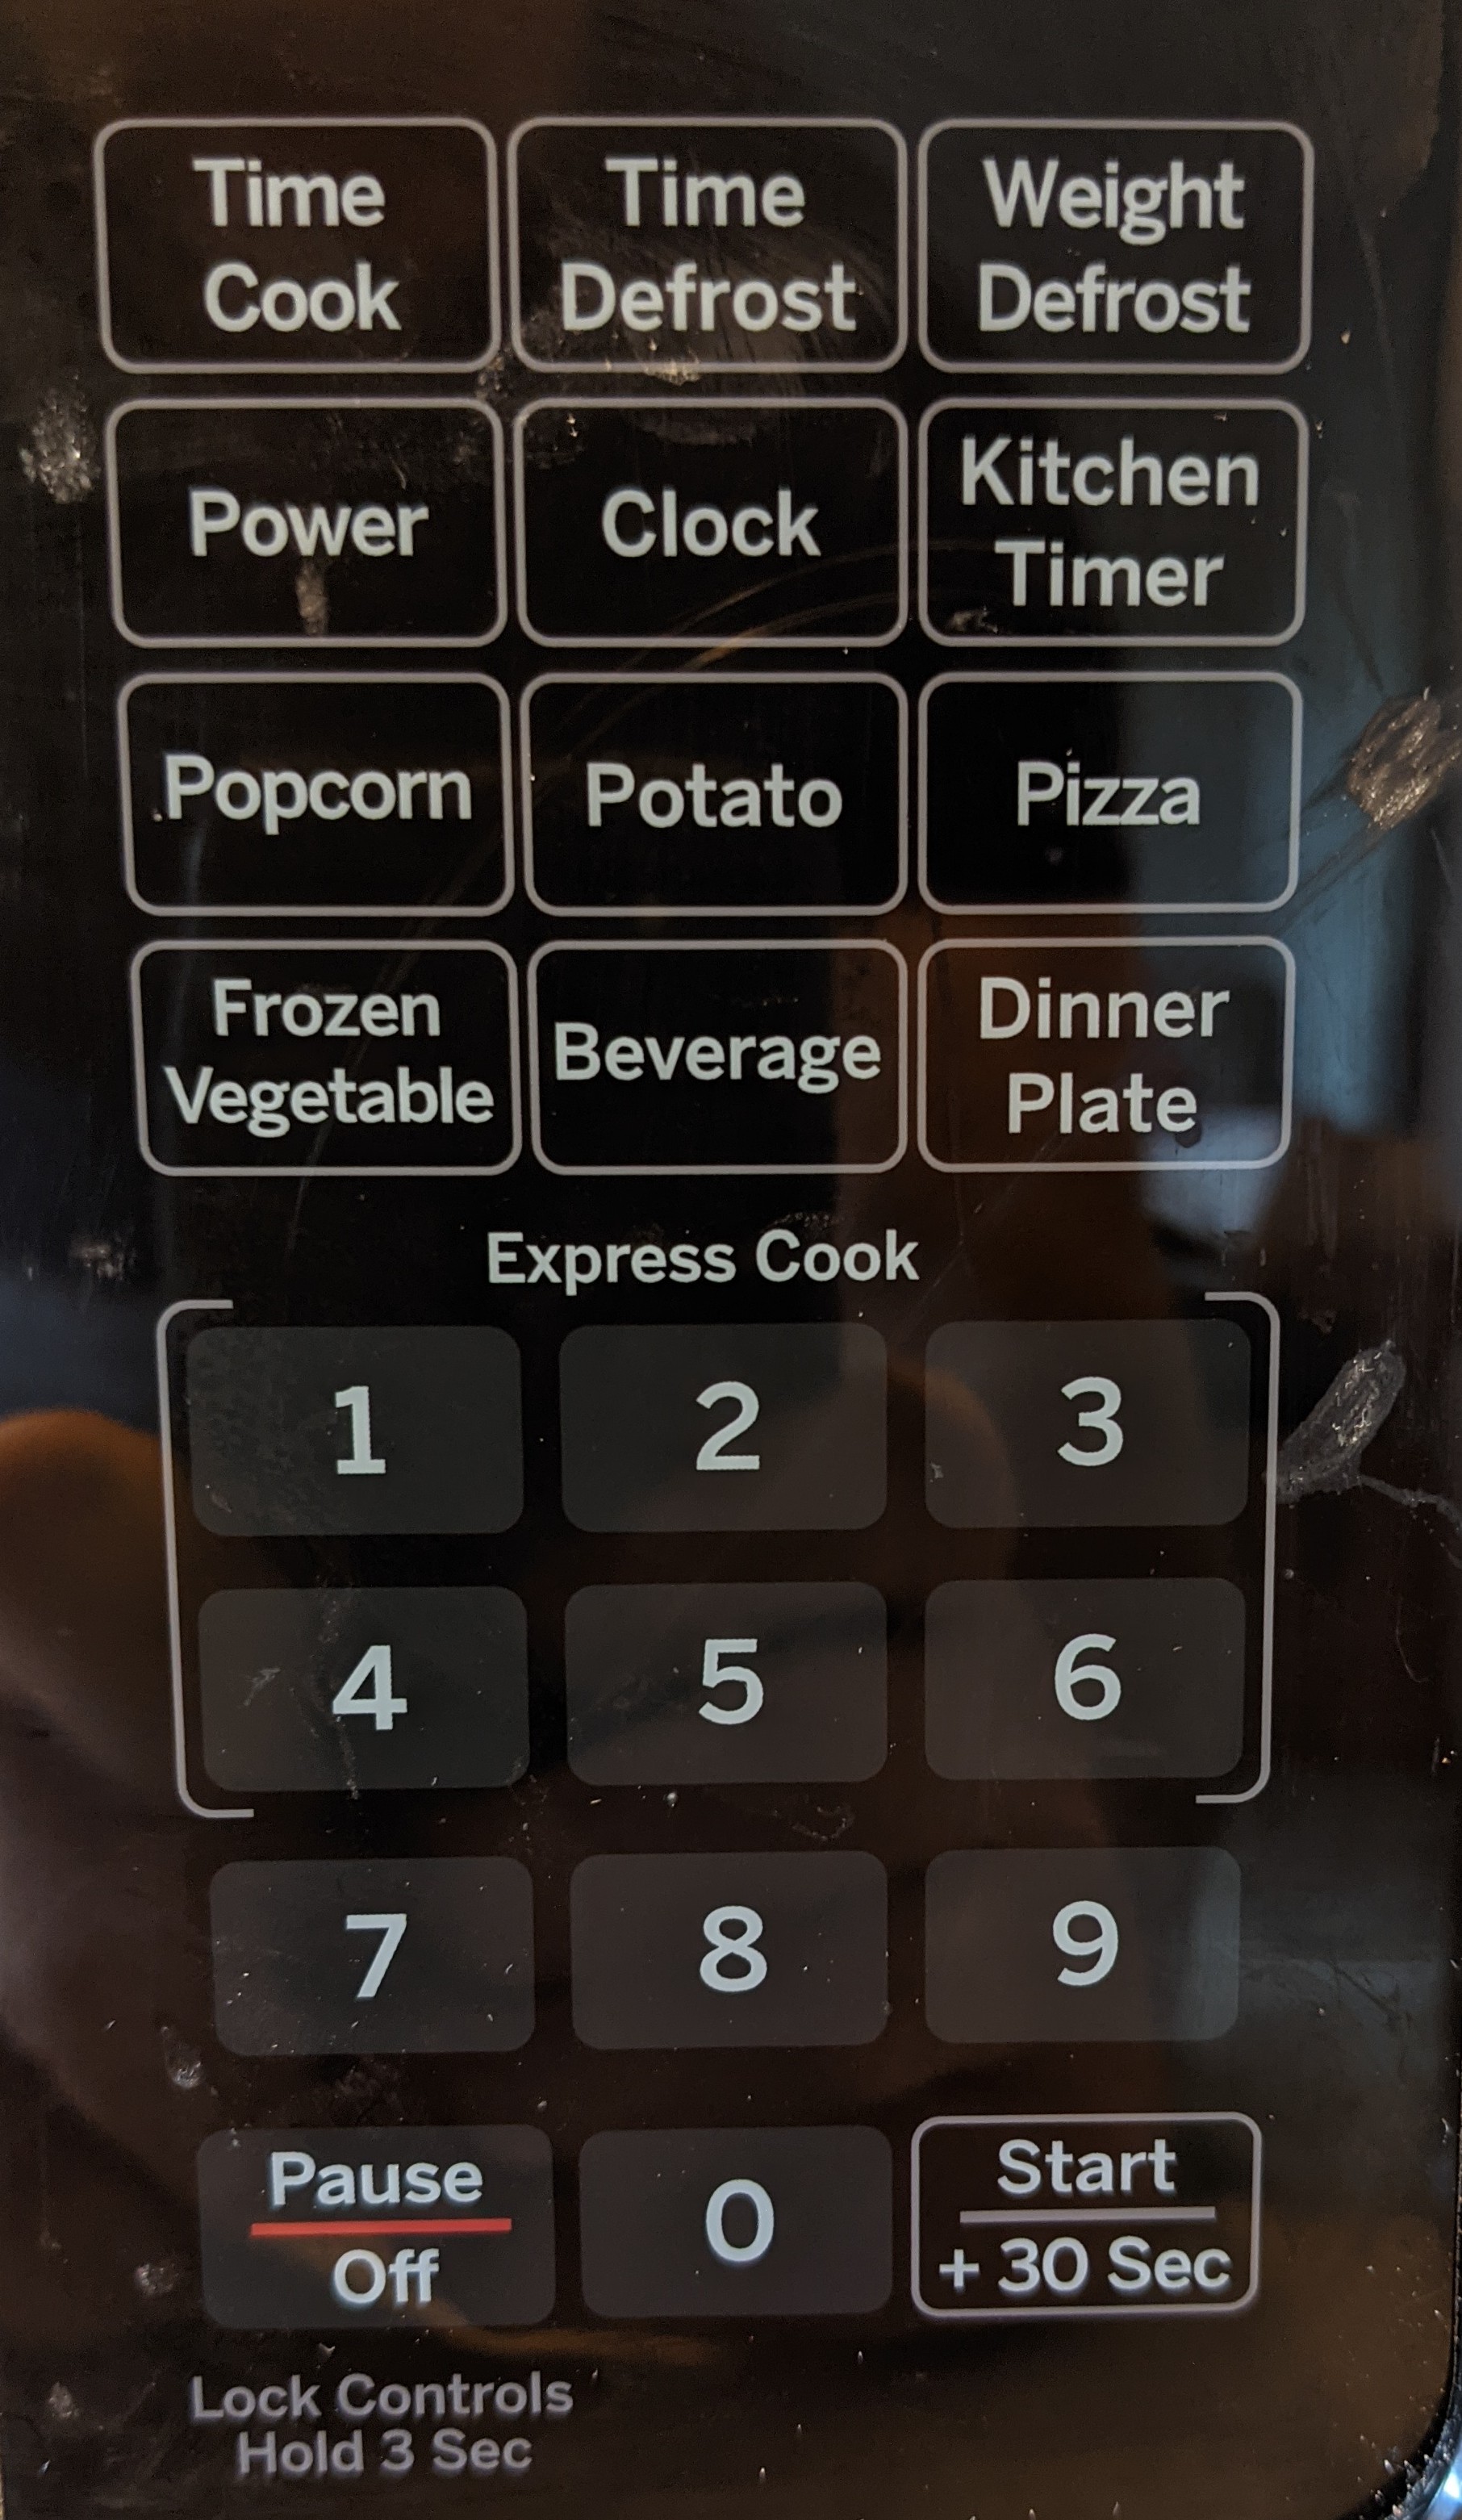 Time Cook
Time Defrost
Weight Defrost
Power
Clock
Kitchen Timer
Popcorn
Potato
Pizza
Frozen Vegetable
Beverage
Dinner Plate
Express Cook
1 2 3
4 5 6
7 8 9
Pause
Off
0
Start
+ 30 Sec
Lock Controls
Hold 3 Sec